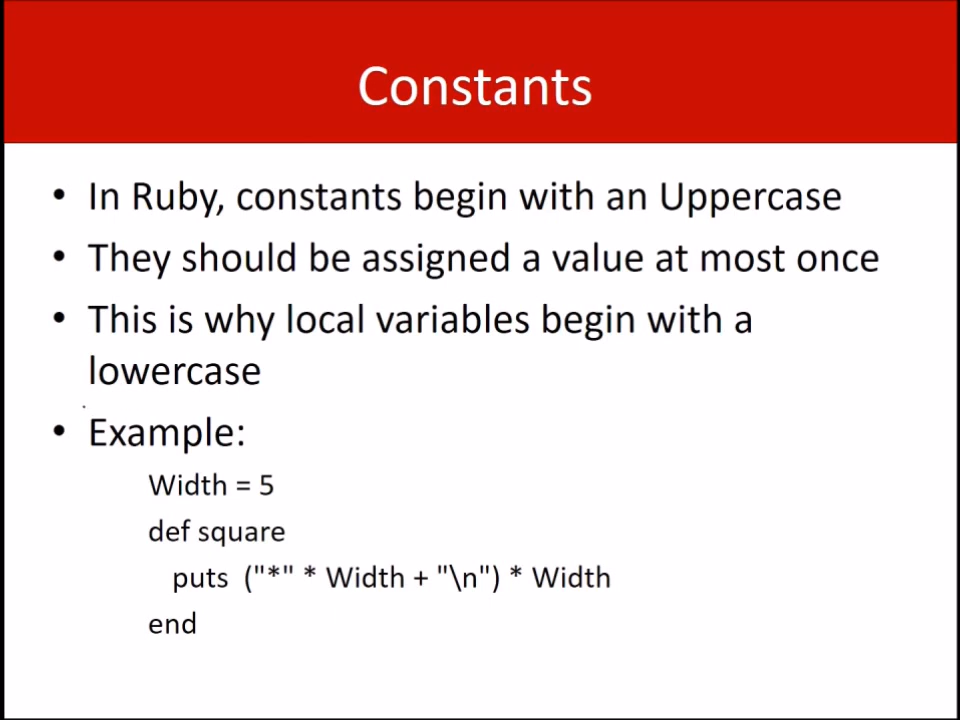 Constants
• In Ruby, constants begin with an Uppercase
• They should be assigned a value at most once
• This is why local variables begin with a
lowercase
• Example:
Width = 5
def square
puts ("*" * Width + "\n") * Width
end